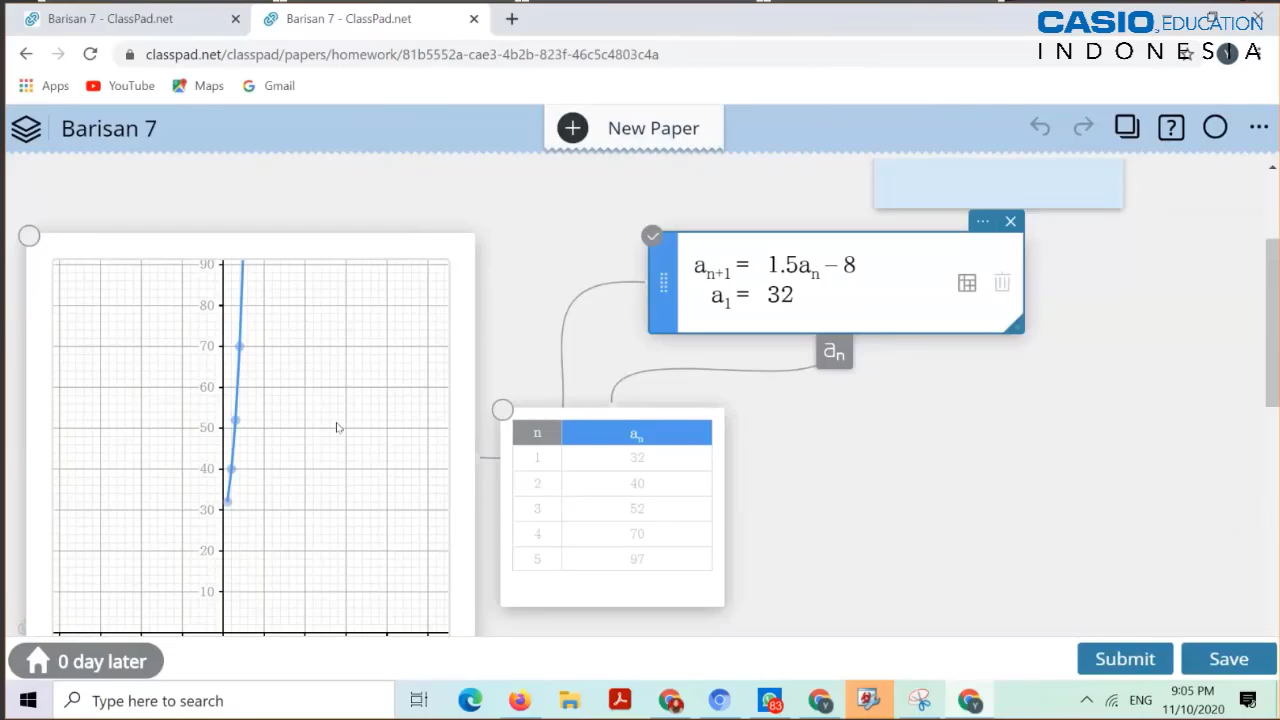 Barisan 7 - ClassPad.net
Barisan 7 - ClassPad.net
CASIO EDUCATION
INDONESIA
classpad.net/classpad/papers/homework/81b5552a-cae3-4b2b-823f-46c5c4803c4a
Apps YouTube Maps Gmail
Barisan 7
New Paper
?
90
80
70
60
50
40
30
20
10
aₙ₊₁ = 1.5aₙ – 8
a₁ = 32
aₙ
n aₙ
1 32
2 40
3 52
4 70
5 97
0 day later
Submit
Save
Type here to search
83
ENG
9:05 PM
11/10/2020